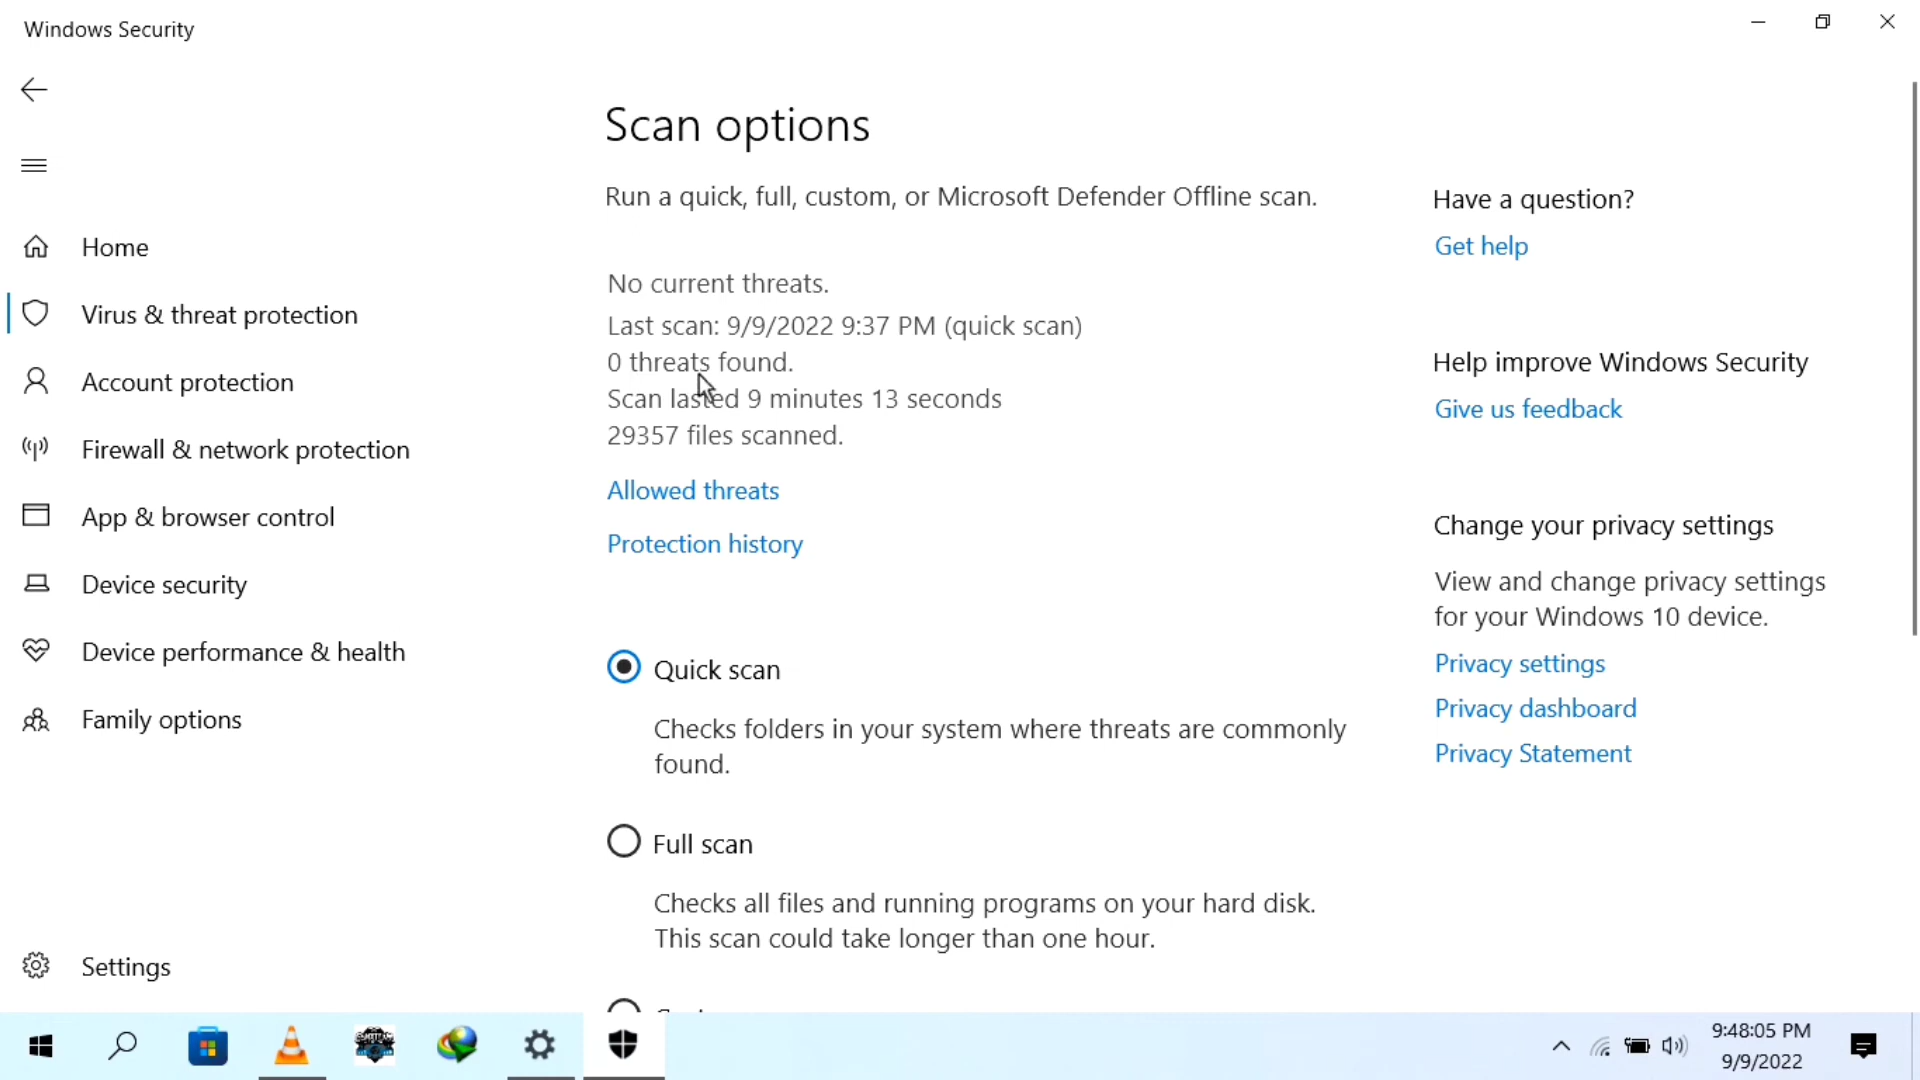 Windows Security
Scan options
Run a quick, full, custom, or Microsoft Defender Offline scan.
No current threats.
Last scan: 9/9/2022 9:37 PM (quick scan)
0 threats found.
Scan lasted 9 minutes 13 seconds
29357 files scanned.
Allowed threats
Protection history
Quick scan
Checks folders in your system where threats are commonly
found.
Full scan
Checks all files and running programs on your hard disk.
This scan could take longer than one hour.
Home
Virus & threat protection
Account protection
Firewall & network protection
App & browser control
Device security
Device performance & health
Family options
Settings
Have a question?
Get help
Help improve Windows Security
Give us feedback
Change your privacy settings
View and change privacy settings
for your Windows 10 device.
Privacy settings
Privacy dashboard
Privacy Statement
9:48:05 PM
9/9/2022